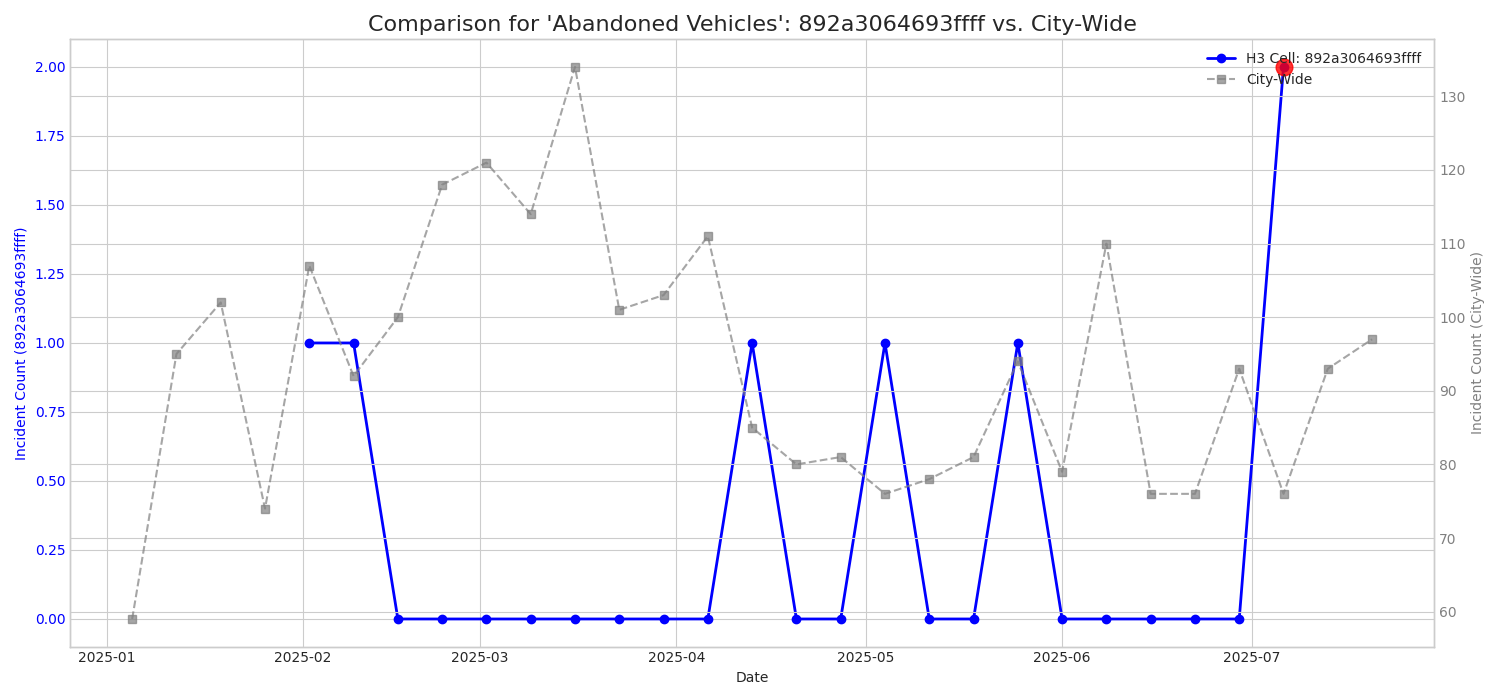 Comparison for 'Abandoned Vehicles': 892a3064693ffff vs. City-Wide
H3 Cell: 892a3064693ffff
City-Wide
2.00
1.75
1.50
1.25
1.00
0.75
0.50
0.25
0.00
Incident Count (892a3064693ffff)
130
120
110
100
90
80
70
60
Incident Count (City-Wide)
2025-01 2025-02 2025-03 2025-04 2025-05 2025-06 2025-07
Date